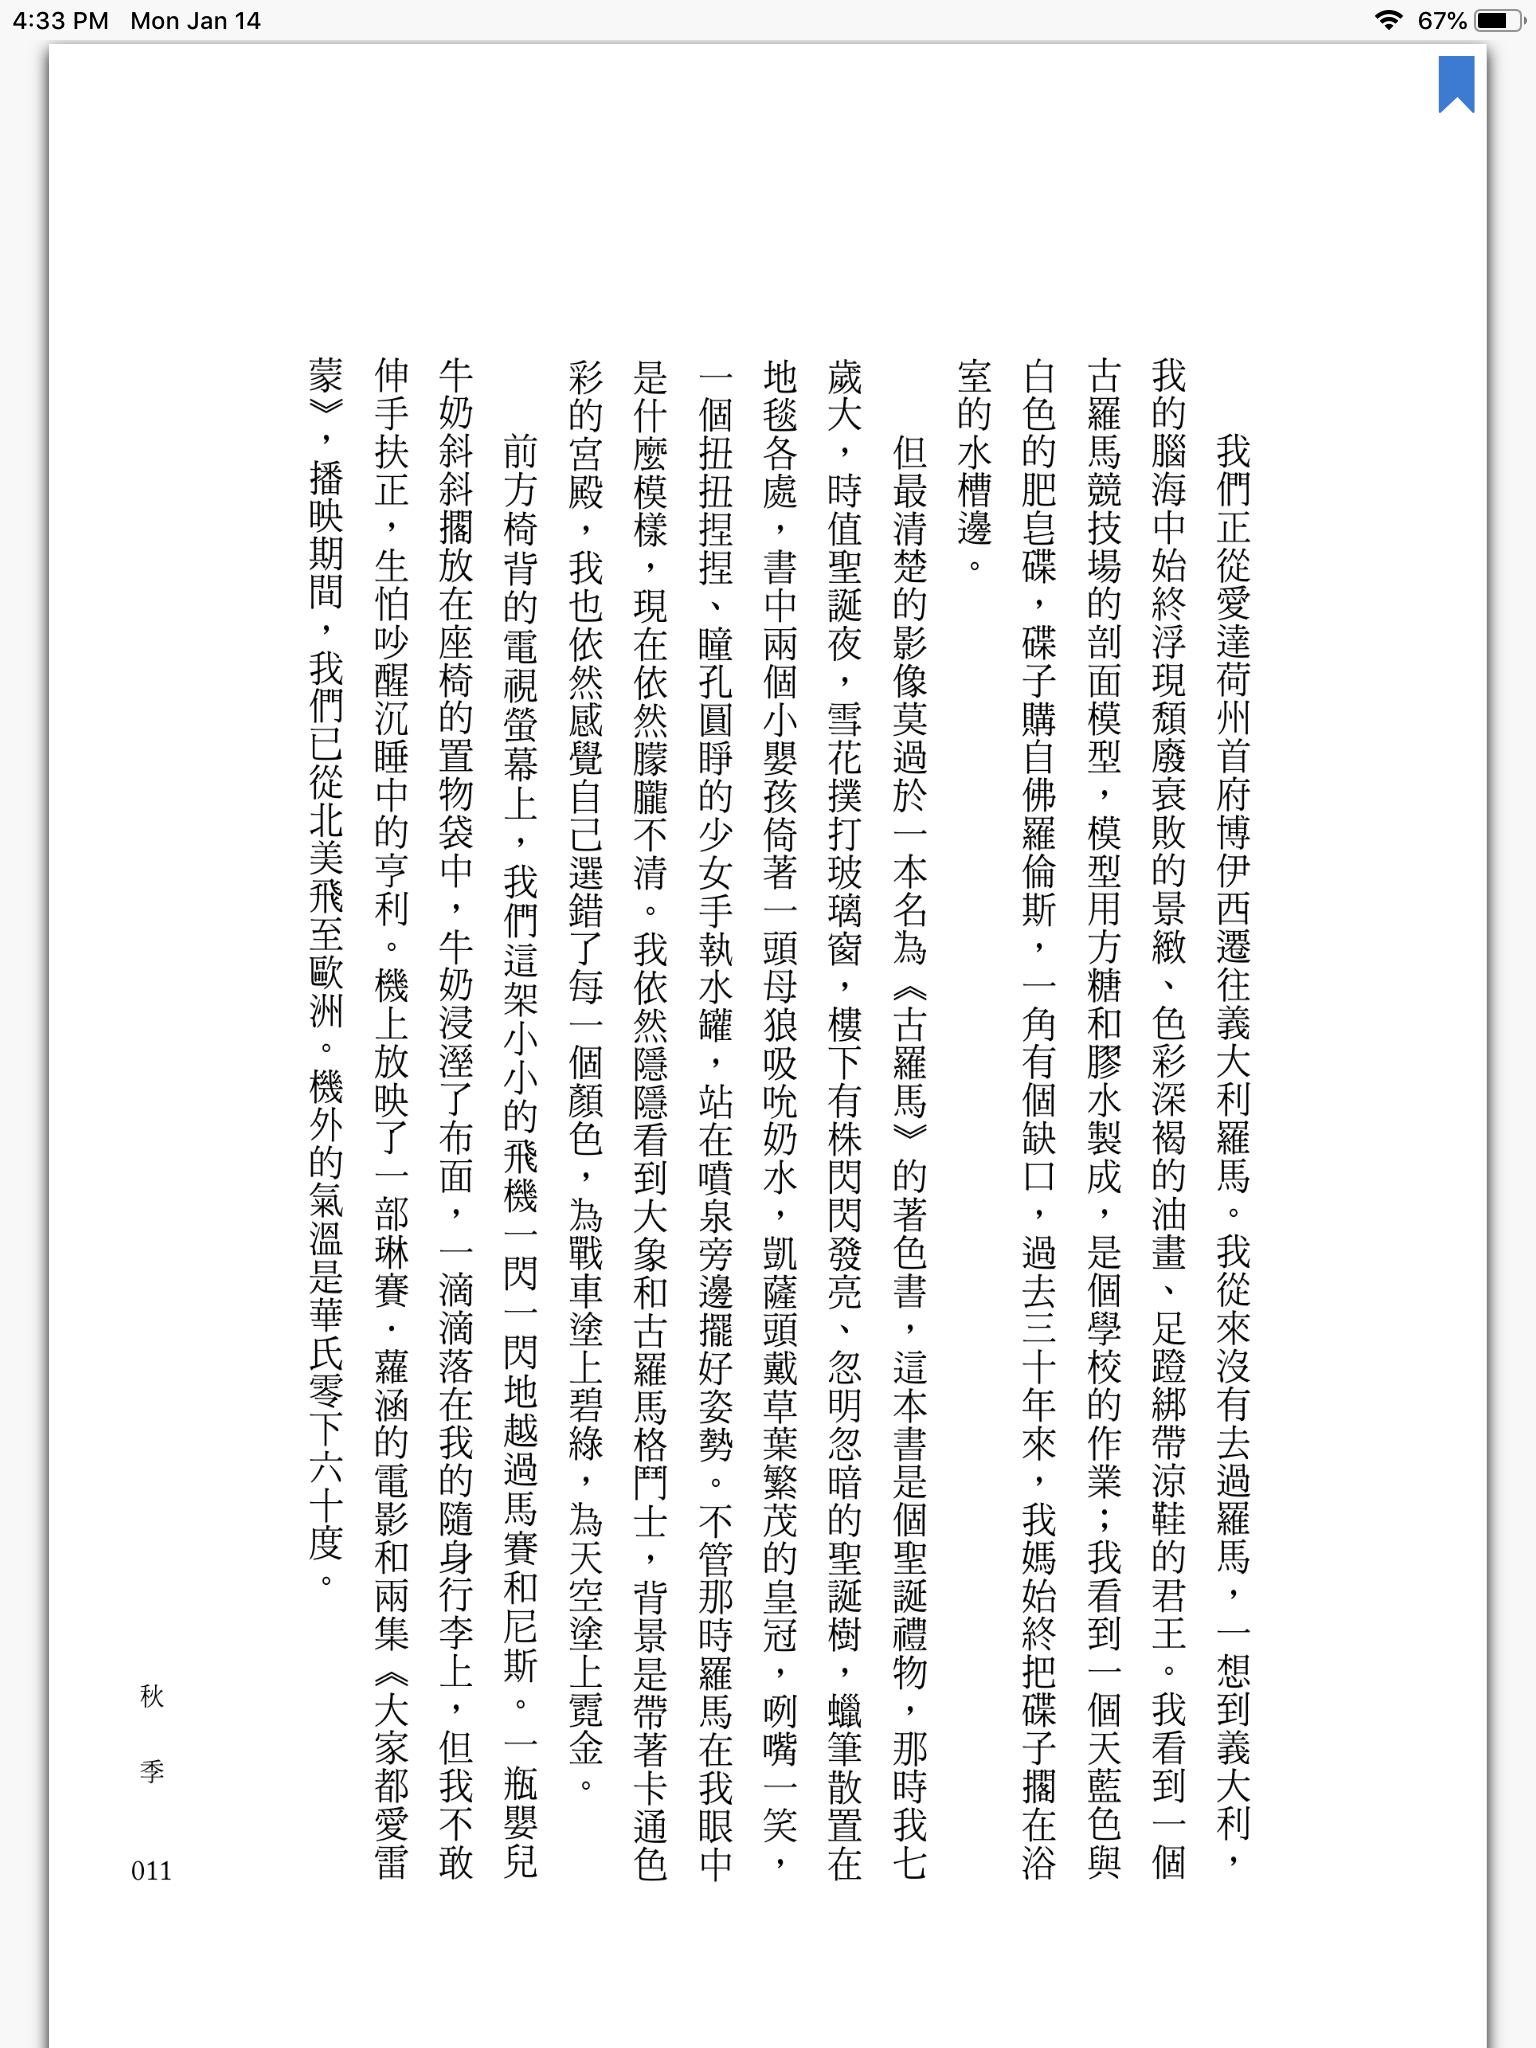 4:33 PM Mon Jan 14 67%
我們正從愛達荷州首府博伊西遷往義大利羅馬。我從來沒有去過羅馬，一想到義大利，
我的腦海中始終浮現頹廢衰敗的景緻、色彩深褐的油畫、足蹬綁帶涼鞋的君王。我看到一個
古羅馬競技場的剖面模型，模型用方糖和膠水製成，是個學校的作業；我看到一個天藍色與
白色的肥皂碟，碟子購自佛羅倫斯，一角有個缺口，過去三十年來，我媽始終把碟子擱在浴
室的水槽邊。
但最清楚的影像莫過於一本名為《古羅馬》的著色書，這本書是個聖誕禮物，那時我七
歲大，時值聖誕夜，雪花撲打玻璃窗，樓下有株閃閃發亮、忽明忽暗的聖誕樹，蠟筆散置在
地毯各處，書中兩個小嬰孩倚著一頭母狼吸吮奶水，凱薩頭戴草葉繁茂的皇冠，咧嘴一笑，
一個扭扭捏捏、瞳孔圓睜的少女手執水罐，站在噴泉旁邊擺好姿勢。不管那時羅馬在我眼中
是什麼模樣，現在依然朦朧不清。我依然隱隱看到大象和古羅馬格鬥士，背景是帶著卡通色
彩的宮殿，我也依然感覺自己選錯了每一個顏色，為戰車塗上碧綠，為天空塗上霓金。
前方椅背的電視螢幕上，我們這架小小的飛機一閃一閃地越過馬賽和尼斯。一瓶嬰兒
牛奶斜斜擱放在座椅的置物袋中，牛奶浸溼了布面，一滴滴落在我的隨身行李上，但我不敢
伸手扶正，生怕吵醒沉睡中的亨利。機上放映了一部琳賽．蘿涵的電影和兩集《大家都愛雷
蒙》，播映期間，我們已從北美飛至歐洲。機外的氣溫是華氏零下六十度。
秋季
011